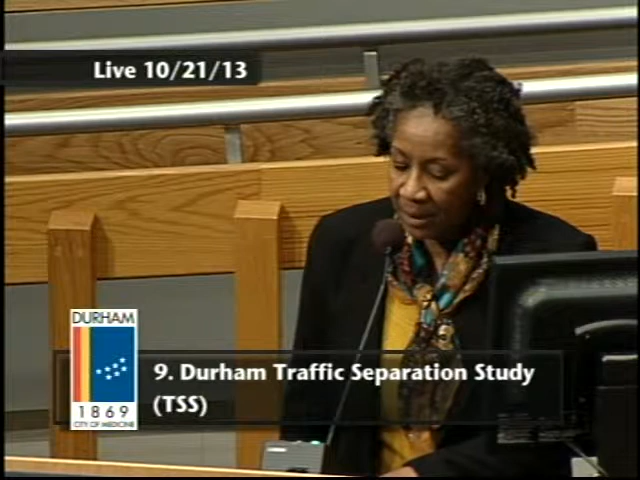 Live 10/21/13
DURHAM
1869
CITY OF MEDICINE
9. Durham Traffic Separation Study
(TSS)